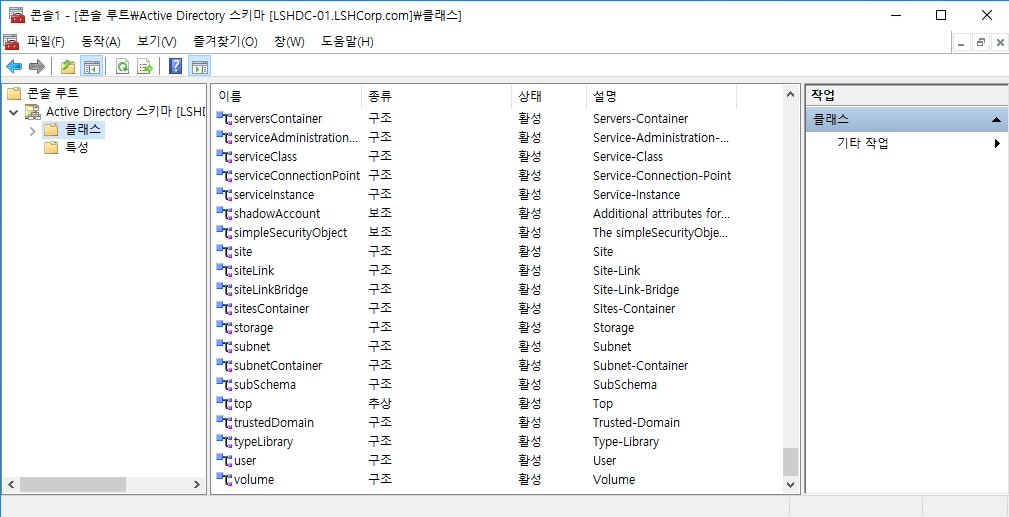 콘솔1 - [콘솔 루트₩Active Directory 스키마 [LSHDC-01.LSHCorp.com]₩클래스]
파일(F) 동작(A) 보기(V) 즐겨찾기(O) 창(W) 도움말(H)
콘솔 루트
Active Directory 스키마 [LSHD
클래스
특성
이름 종류 상태 설명
serversContainer 구조 활성 Servers-Container
serviceAdministration... 구조 활성 Service-Administration-...
serviceClass 구조 활성 Service-Class
serviceConnectionPoint 구조 활성 Service-Connection-Point
serviceInstance 구조 활성 Service-Instance
shadowAccount 보조 활성 Additional attributes for...
simpleSecurityObject 보조 활성 The simpleSecurityObje...
site 구조 활성 Site
siteLink 구조 활성 Site-Link
siteLinkBridge 구조 활성 Site-Link-Bridge
sitesContainer 구조 활성 Sites-Container
storage 구조 활성 Storage
subnet 구조 활성 Subnet
subnetContainer 구조 활성 Subnet-Container
subSchema 구조 활성 SubSchema
top 추상 활성 Top
trustedDomain 구조 활성 Trusted-Domain
typeLibrary 구조 활성 Type-Library
user 구조 활성 User
volume 구조 활성 Volume
작업
클래스
기타 작업